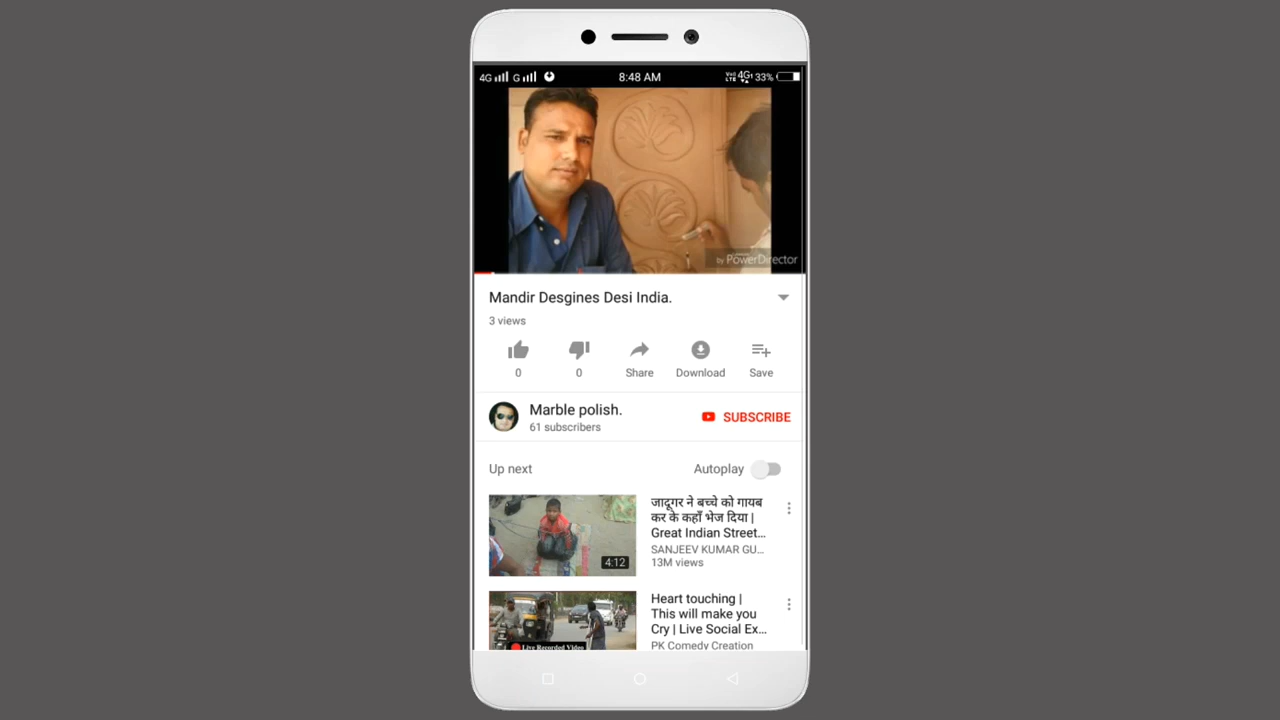 4G G 8:48 AM VoLTE 4G 33%
by PowerDirector
Mandir Desgines Desi India.
3 views
0 0 Share Download Save
Marble polish.
61 subscribers
SUBSCRIBE
Up next Autoplay
जादूगर ने बच्चे को गायब
कर के कहाँ भेज दिया |
Great Indian Street...
SANJEEV KUMAR GU...
13M views
4:12
Heart touching |
This will make you
Cry | Live Social Ex...
PK Comedy Creation
Live Recorded Video